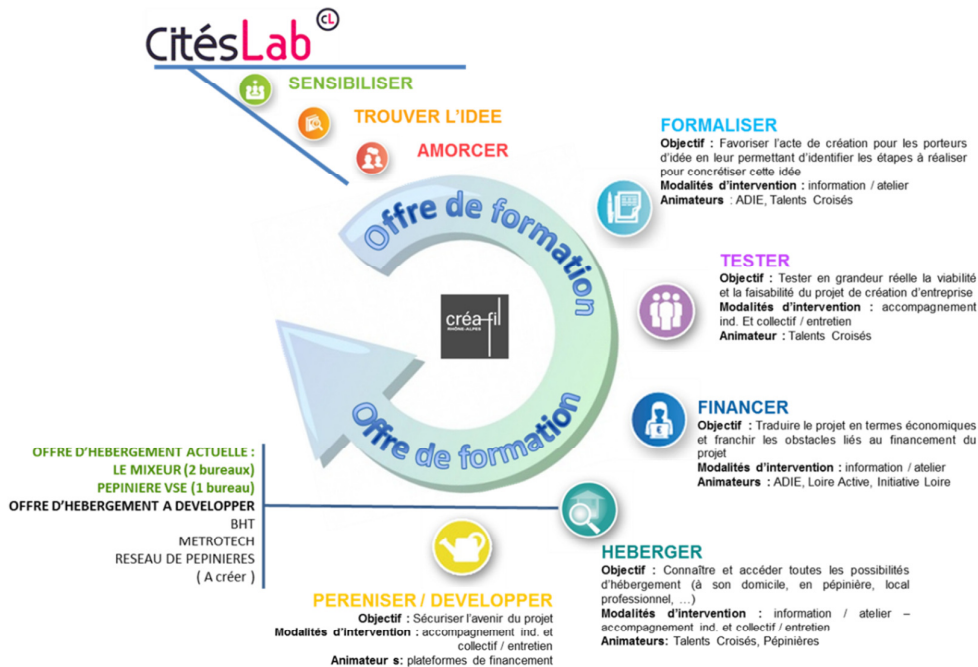 CitésLab
cL
SENSIBILISER
TROUVER L'IDEE
AMORCER
Offre de formation
Offre de formation
créa-fil
RHÔNE-ALPES
FORMALISER
Objectif : Favoriser l'acte de création pour les porteurs
d'idée en leur permettant d'identifier les étapes à réaliser
pour concrétiser cette idée
Modalités d'intervention : information / atelier
Animateurs : ADIE, Talents Croisés
TESTER
Objectif : Tester en grandeur réelle la viabilité
et la faisabilité du projet de création d'entreprise
Modalités d'intervention : accompagnement
ind. Et collectif / entretien
Animateur : Talents Croisés
FINANCER
Objectif : Traduire le projet en termes économiques
et franchir les obstacles liés au financement du
projet
Modalités d'intervention : information / atelier
Animateurs : ADIE, Loire Active, Initiative Loire
HEBERGER
Objectif : Connaître et accéder toutes les possibilités
d'hébergement (à son domicile, en pépinière, local
professionnel, ...)
Modalités d'intervention : information / atelier –
accompagnement ind. et collectif / entretien
Animateurs: Talents Croisés, Pépinières
PERENISER / DEVELOPPER
Objectif : Sécuriser l'avenir du projet
Modalités d'intervention : accompagnement ind. et
collectif / entretien
Animateur s: plateformes de financement
OFFRE D'HEBERGEMENT ACTUELLE :
LE MIXEUR (2 bureaux)
PEPINIERE VSE (1 bureau)
OFFRE D'HEBERGEMENT A DEVELOPPER
BHT
METROTECH
RESEAU DE PEPINIERES
( A créer )